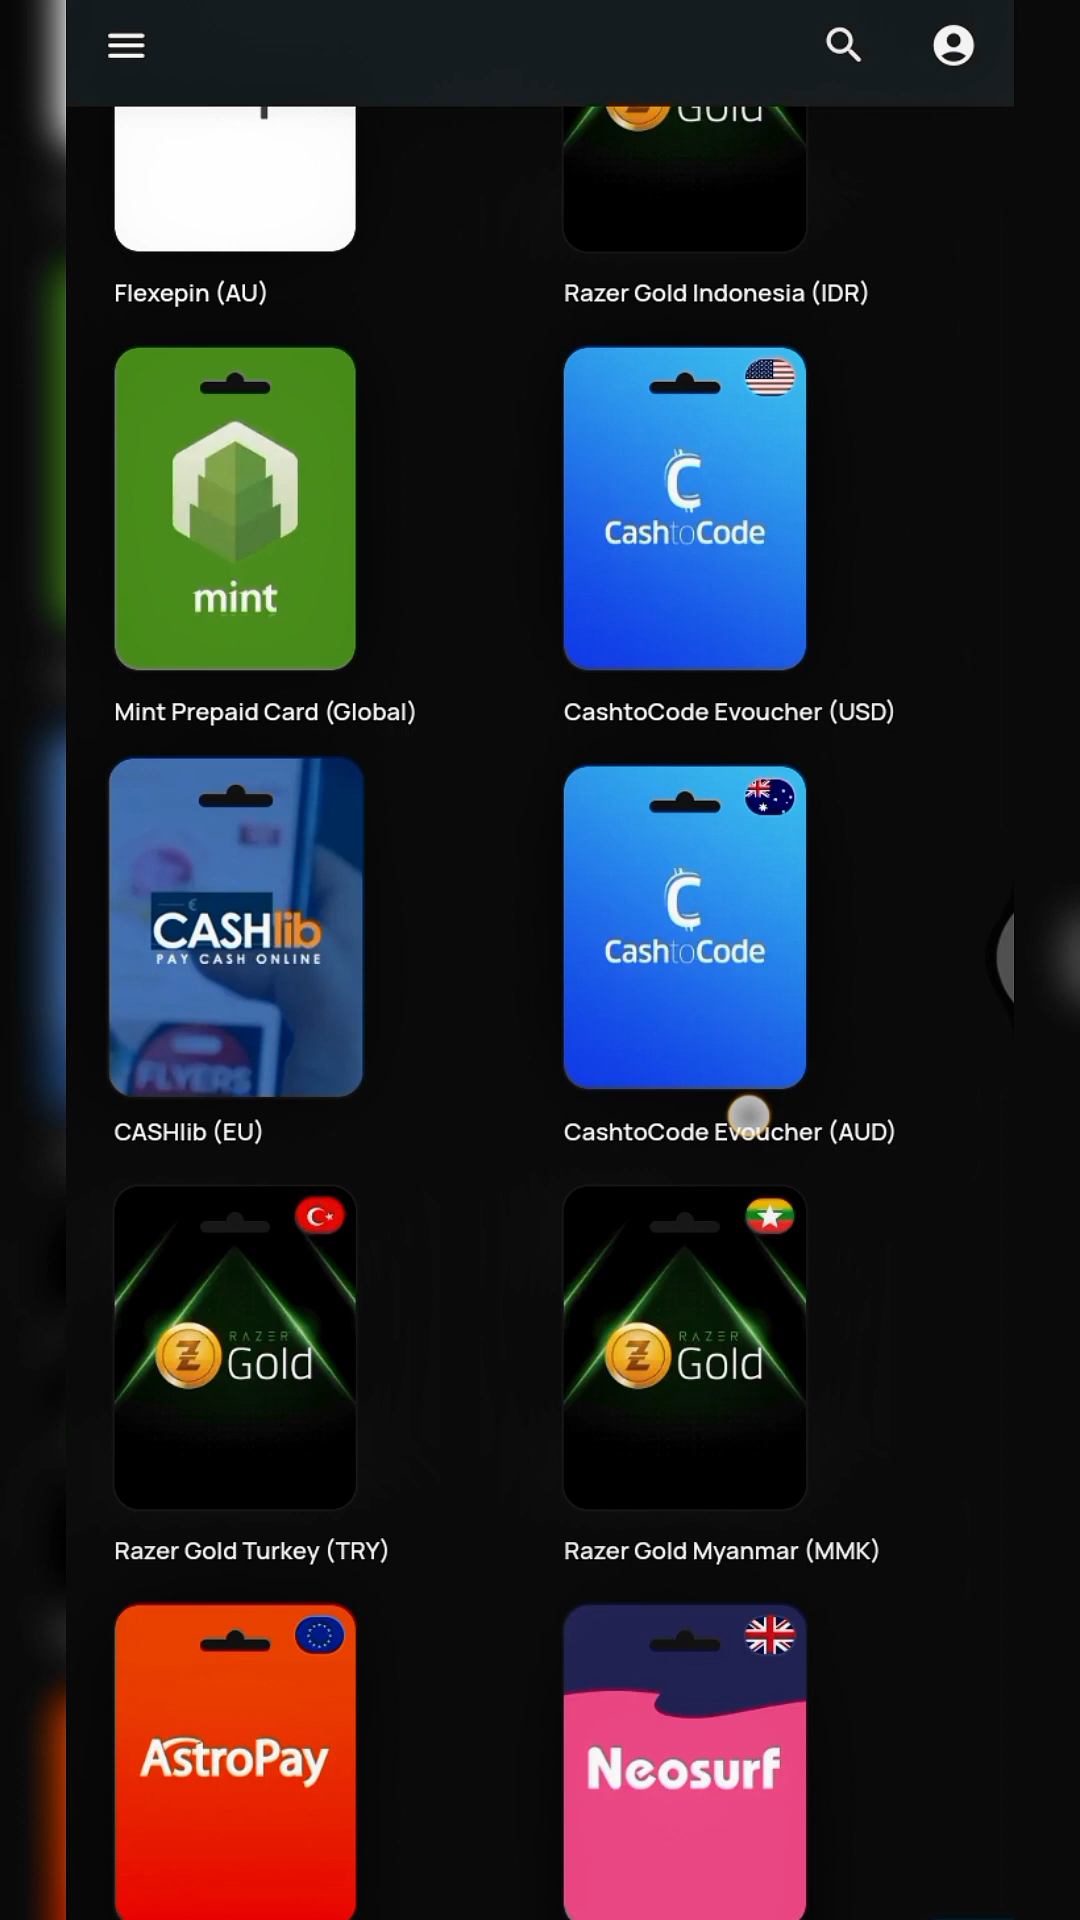 Gold
Flexepin (AU)
Razer Gold Indonesia (IDR)
mint
C
CashtoCode
Mint Prepaid Card (Global)
CashtoCode Evoucher (USD)
€
CASHlib
PAY CASH ONLINE
FLYERS
C
CashtoCode
CASHlib (EU)
CashtoCode Evoucher (AUD)
RAZER
Gold
RAZER
Gold
Razer Gold Turkey (TRY)
Razer Gold Myanmar (MMK)
AstroPay
Neosurf